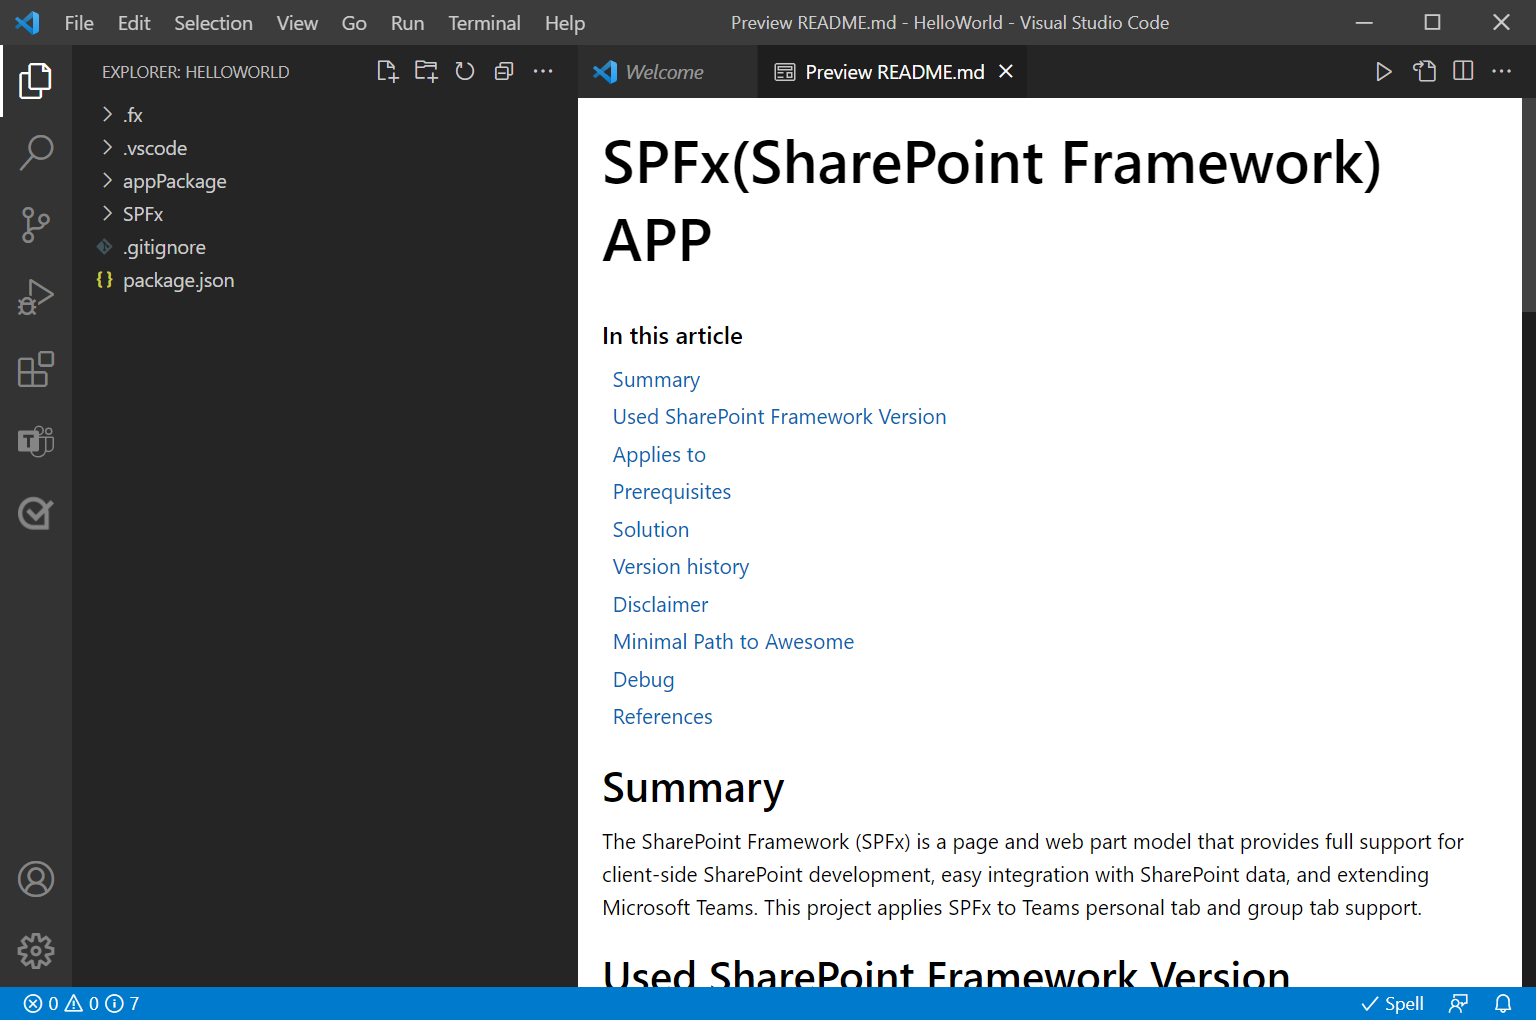 File Edit Selection View Go Run Terminal Help Preview README.md - HelloWorld - Visual Studio Code
EXPLORER: HELLOWORLD
Welcome
Preview README.md
.fx
.vscode
appPackage
SPFx
.gitignore
{} package.json
SPFx(SharePoint Framework)
APP
In this article
Summary
Used SharePoint Framework Version
Applies to
Prerequisites
Solution
Version history
Disclaimer
Minimal Path to Awesome
Debug
References
Summary
The SharePoint Framework (SPFx) is a page and web part model that provides full support for
client-side SharePoint development, easy integration with SharePoint data, and extending
Microsoft Teams. This project applies SPFx to Teams personal tab and group tab support.
Used SharePoint Framework Version
0 0 7
Spell